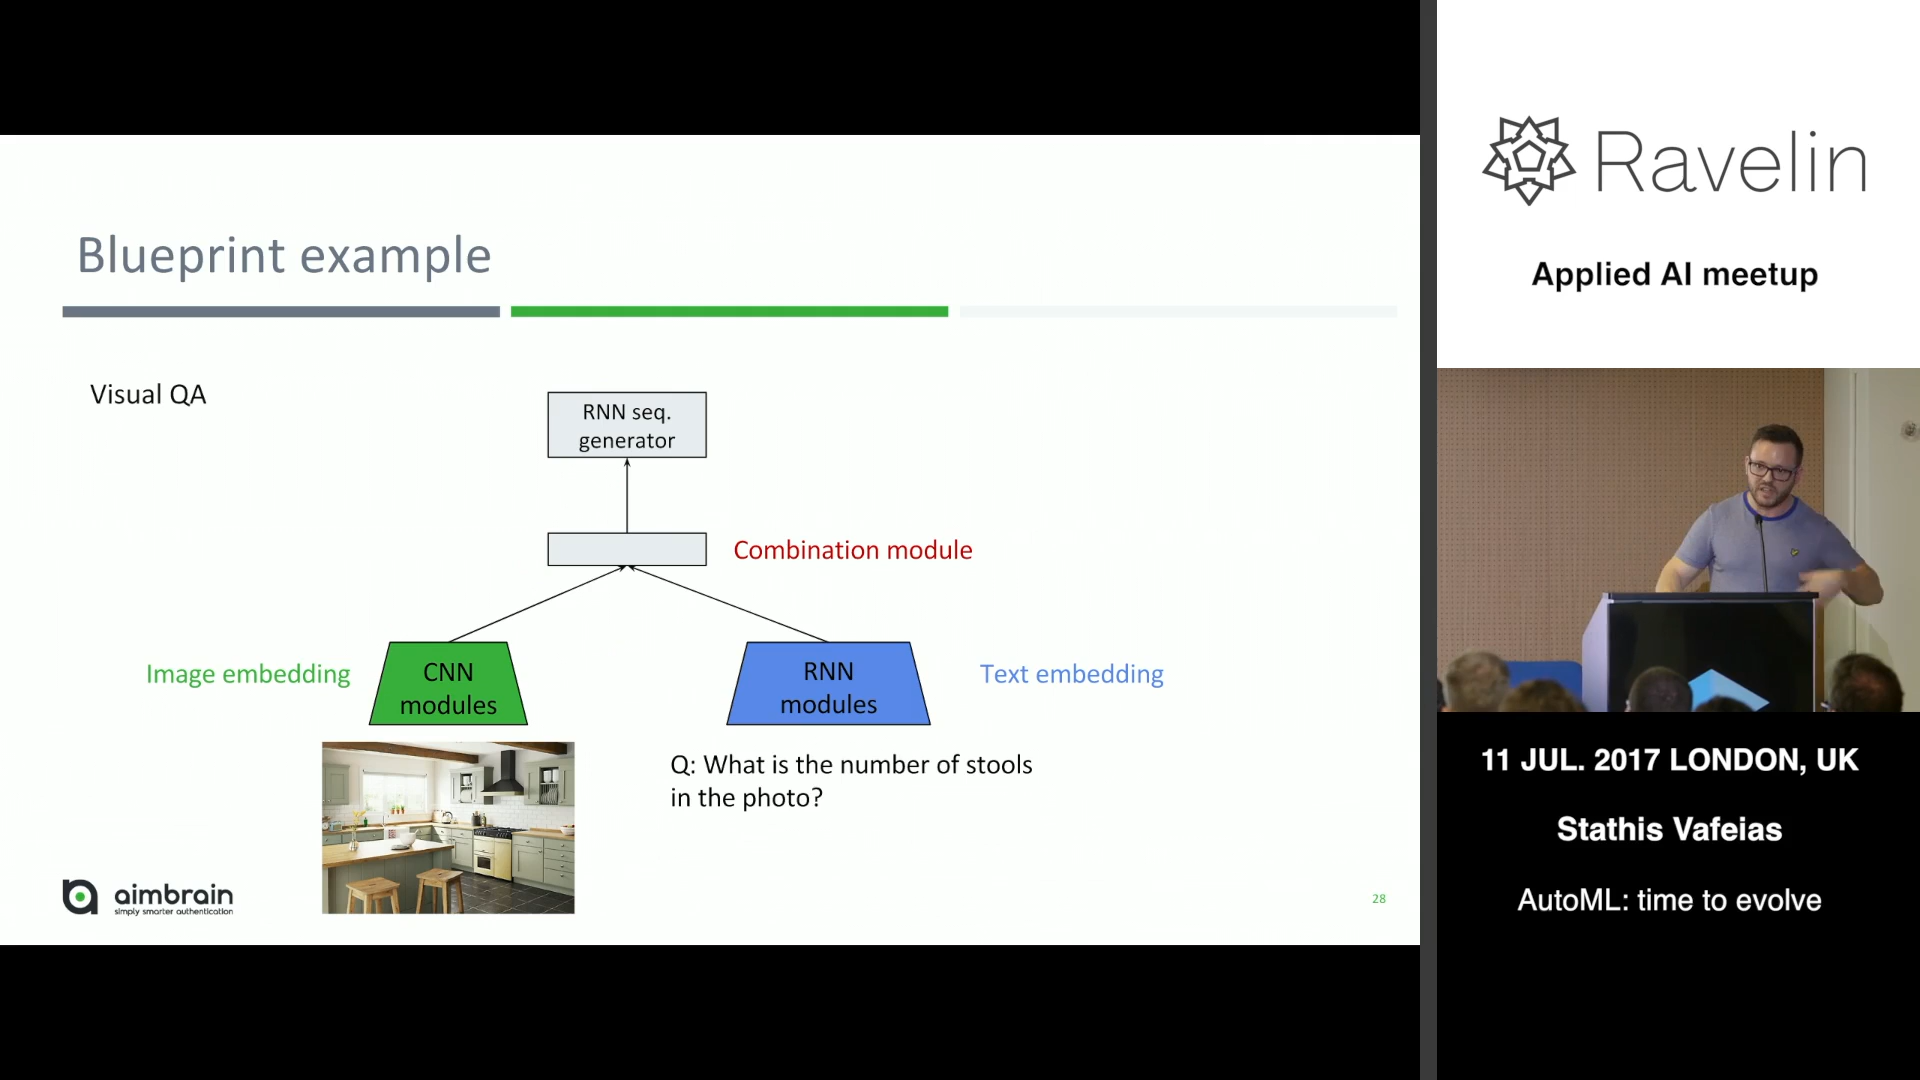 Blueprint example
Visual QA
RNN seq.
generator
Combination module
Image embedding
CNN
modules
RNN
modules
Text embedding
Q: What is the number of stools
in the photo?
aimbrain
simply smarter authentication
28
Ravelin
Applied AI meetup
11 JUL. 2017 LONDON, UK
Stathis Vafeias
AutoML: time to evolve